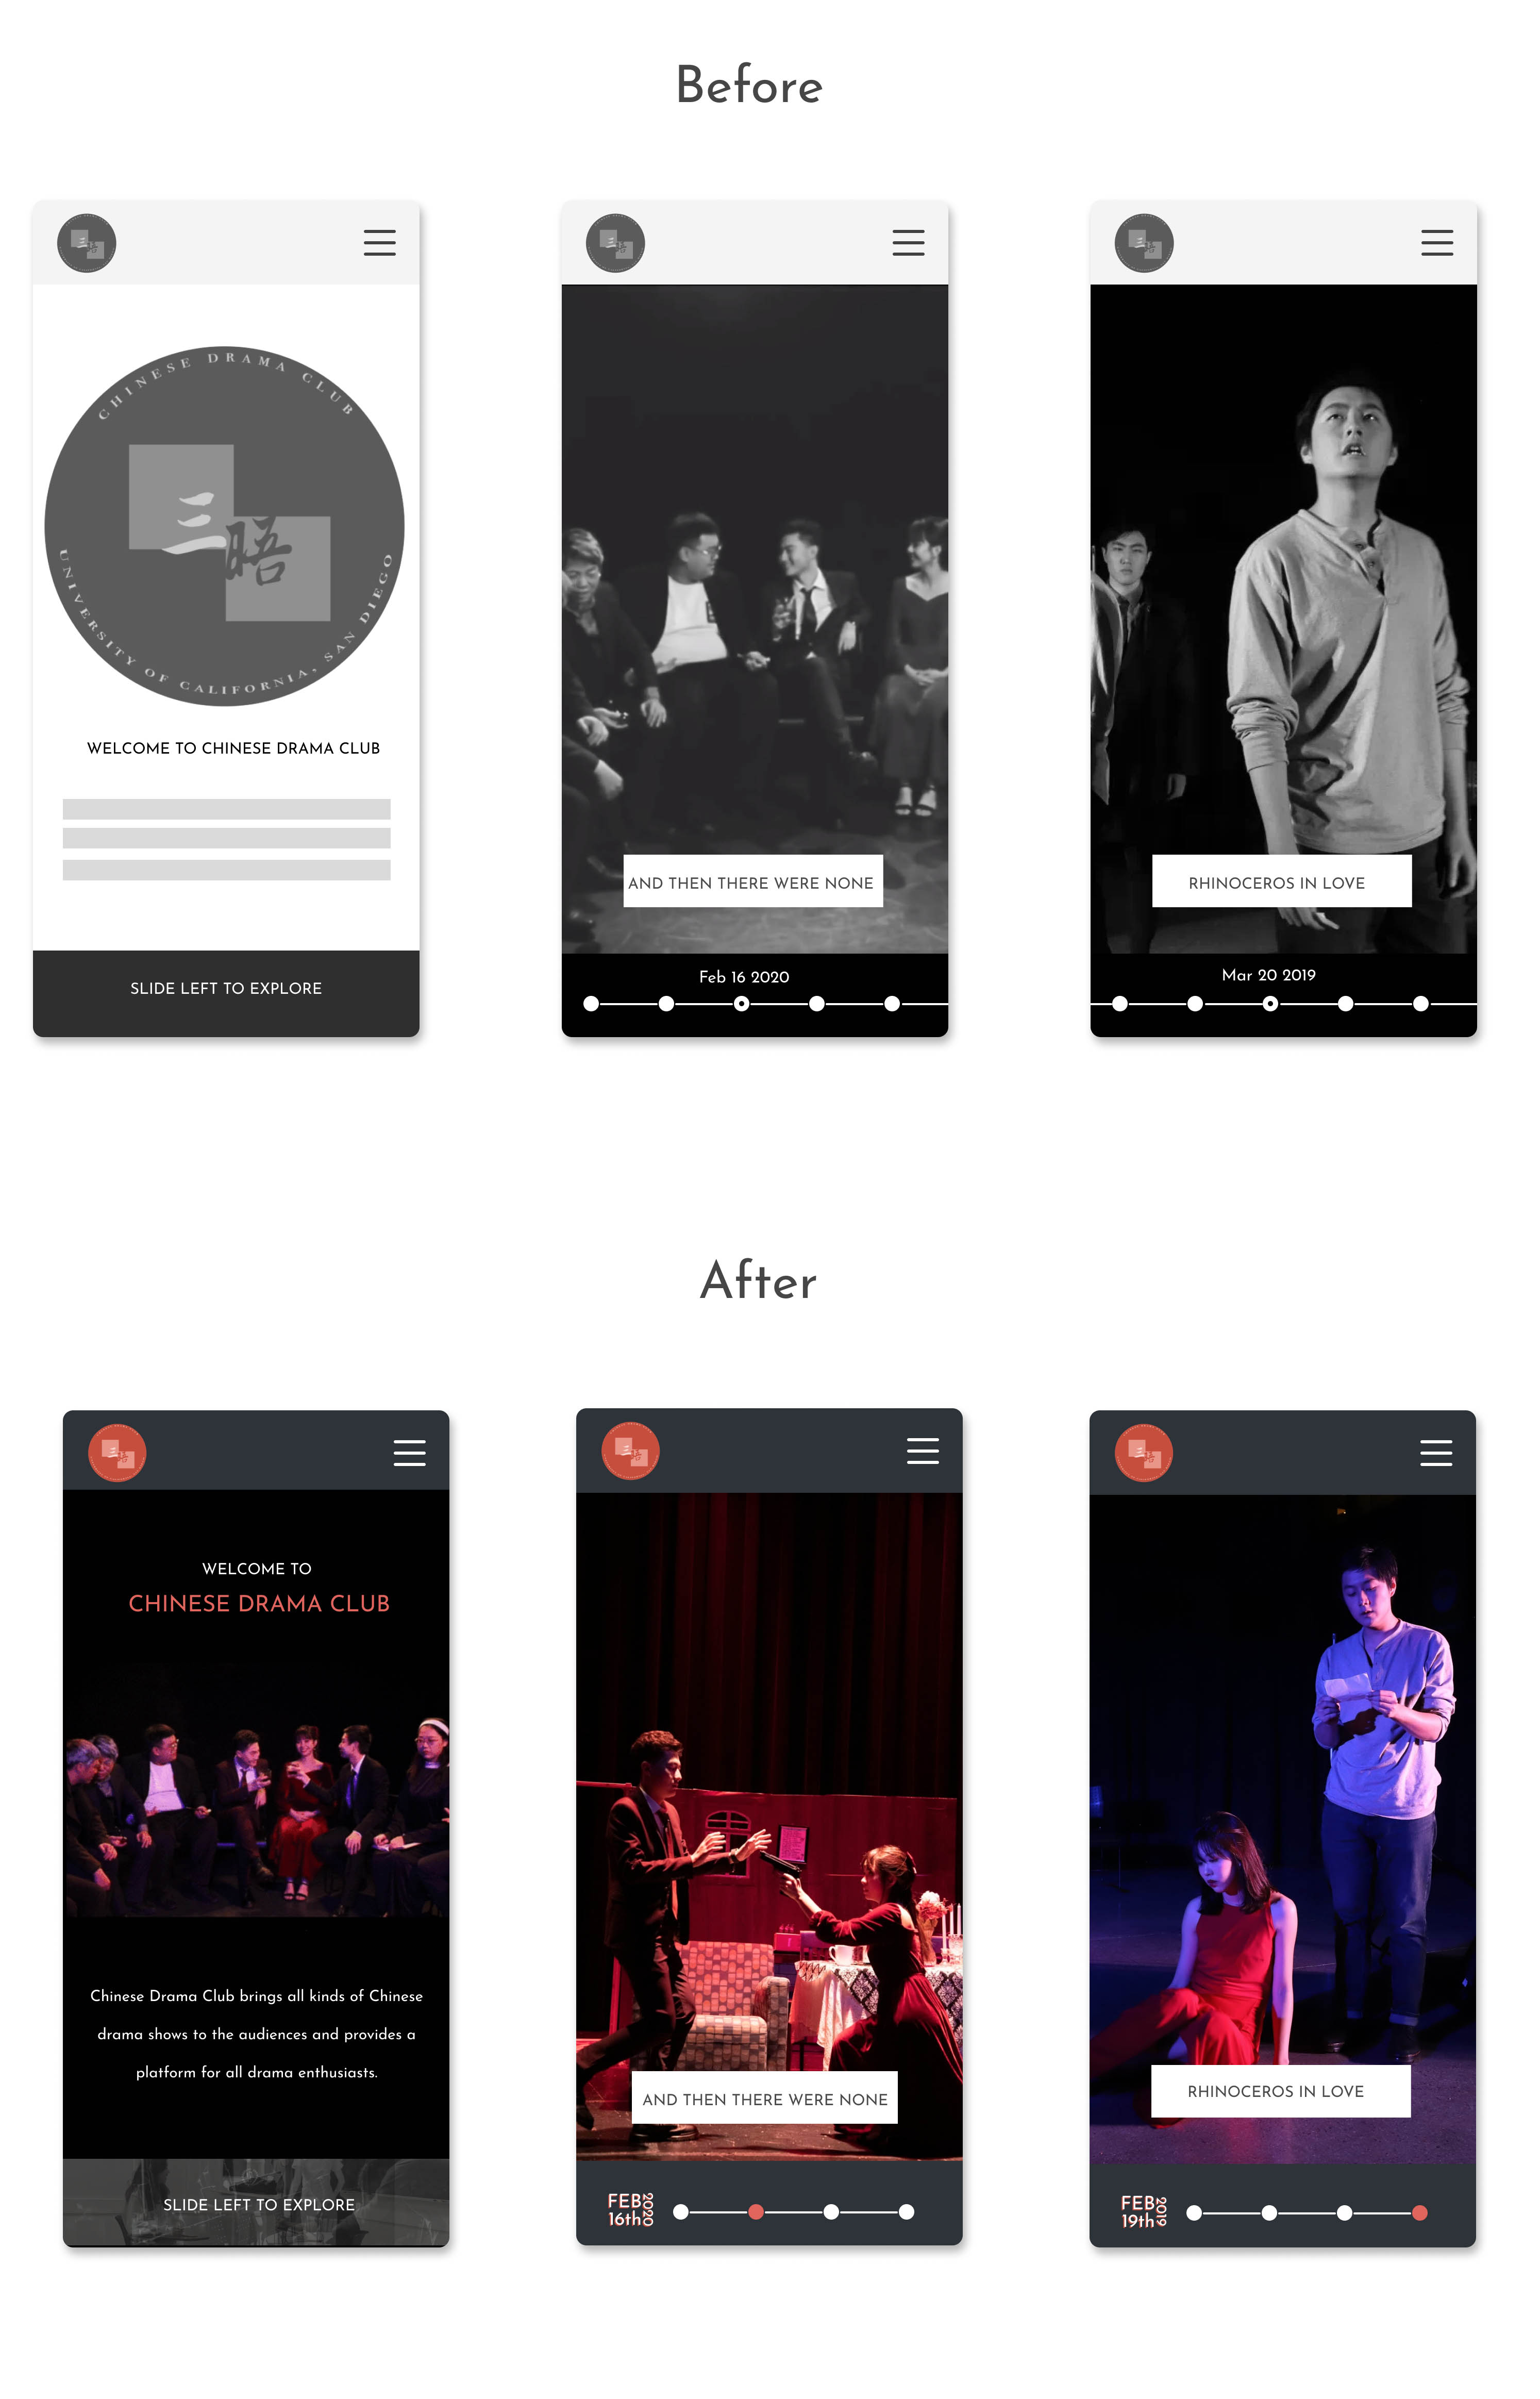 Before
CHINESE DRAMA CLUB
三晤
UNIVERSITY OF CALIFORNIA, SAN DIEGO
WELCOME TO CHINESE DRAMA CLUB
SLIDE LEFT TO EXPLORE
AND THEN THERE WERE NONE
Feb 16 2020
RHINOCEROS IN LOVE
Mar 20 2019
After
WELCOME TO
CHINESE DRAMA CLUB
Chinese Drama Club brings all kinds of Chinese
drama shows to the audiences and provides a
platform for all drama enthusiasts.
SLIDE LEFT TO EXPLORE
AND THEN THERE WERE NONE
FEB
16th
2020
RHINOCEROS IN LOVE
FEB
19th
2019